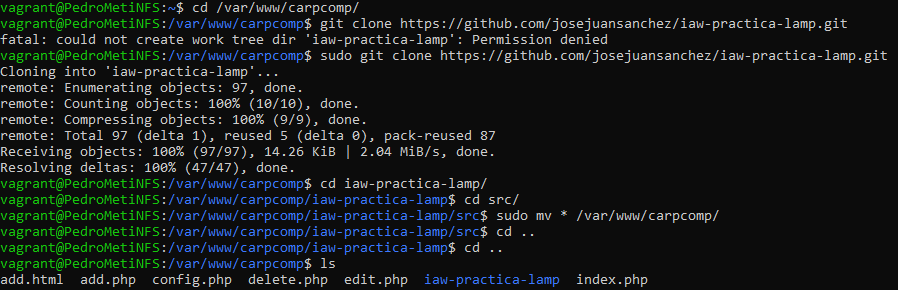 vagrant@PedroMetiNFS:~$ cd /var/www/carpcomp/
vagrant@PedroMetiNFS:/var/www/carpcomp$ git clone https://github.com/josejuansanchez/iaw-practica-lamp.git
fatal: could not create work tree dir 'iaw-practica-lamp': Permission denied
vagrant@PedroMetiNFS:/var/www/carpcomp$ sudo git clone https://github.com/josejuansanchez/iaw-practica-lamp.git
Cloning into 'iaw-practica-lamp'...
remote: Enumerating objects: 97, done.
remote: Counting objects: 100% (10/10), done.
remote: Compressing objects: 100% (9/9), done.
remote: Total 97 (delta 1), reused 5 (delta 0), pack-reused 87
Receiving objects: 100% (97/97), 14.26 KiB | 2.04 MiB/s, done.
Resolving deltas: 100% (47/47), done.
vagrant@PedroMetiNFS:/var/www/carpcomp$ cd iaw-practica-lamp/
vagrant@PedroMetiNFS:/var/www/carpcomp/iaw-practica-lamp$ cd src/
vagrant@PedroMetiNFS:/var/www/carpcomp/iaw-practica-lamp/src$ sudo mv * /var/www/carpcomp/
vagrant@PedroMetiNFS:/var/www/carpcomp/iaw-practica-lamp/src$ cd ..
vagrant@PedroMetiNFS:/var/www/carpcomp/iaw-practica-lamp$ cd ..
vagrant@PedroMetiNFS:/var/www/carpcomp$ ls
add.html  add.php  config.php  delete.php  edit.php  iaw-practica-lamp  index.php